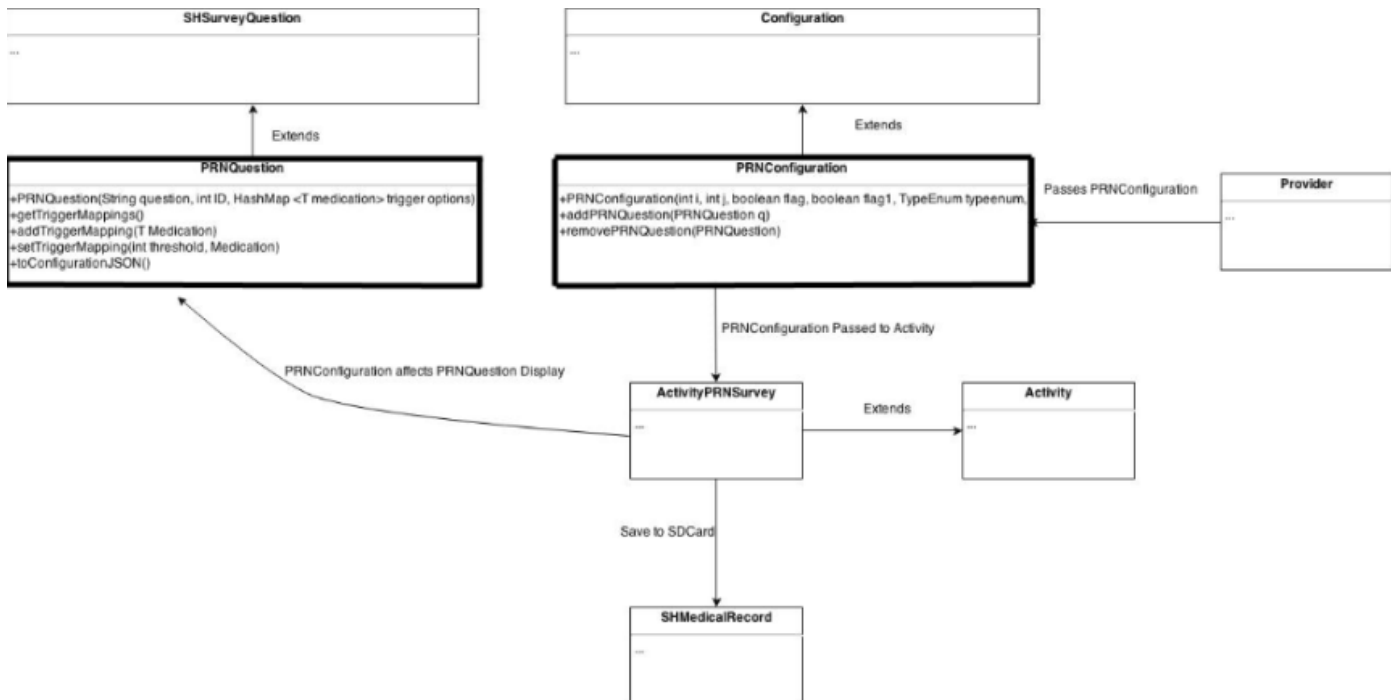 SHSurveyQuestion
...
Configuration
...
Extends
Extends
PRNQuestion
+PRNQuestion(String question, int ID, HashMap <T medication> trigger options)
+getTriggerMappings()
+addTriggerMapping(T Medication)
+setTriggerMapping(int threshold, Medication)
+toConfigurationJSON()
PRNConfiguration
+PRNConfiguration(int i, int j, boolean flag, boolean flag1, TypeEnum typeenum,
+addPRNQuestion(PRNQuestion q)
+removePRNQuestion(PRNQuestion)
Passes PRNConfiguration
Provider
...
PRNConfiguration Passed to Activity
PRNConfiguration affects PRNQuestion Display
ActivityPRNSurvey
...
Extends
Activity
...
Save to SDCard
SHMedicalRecord
...